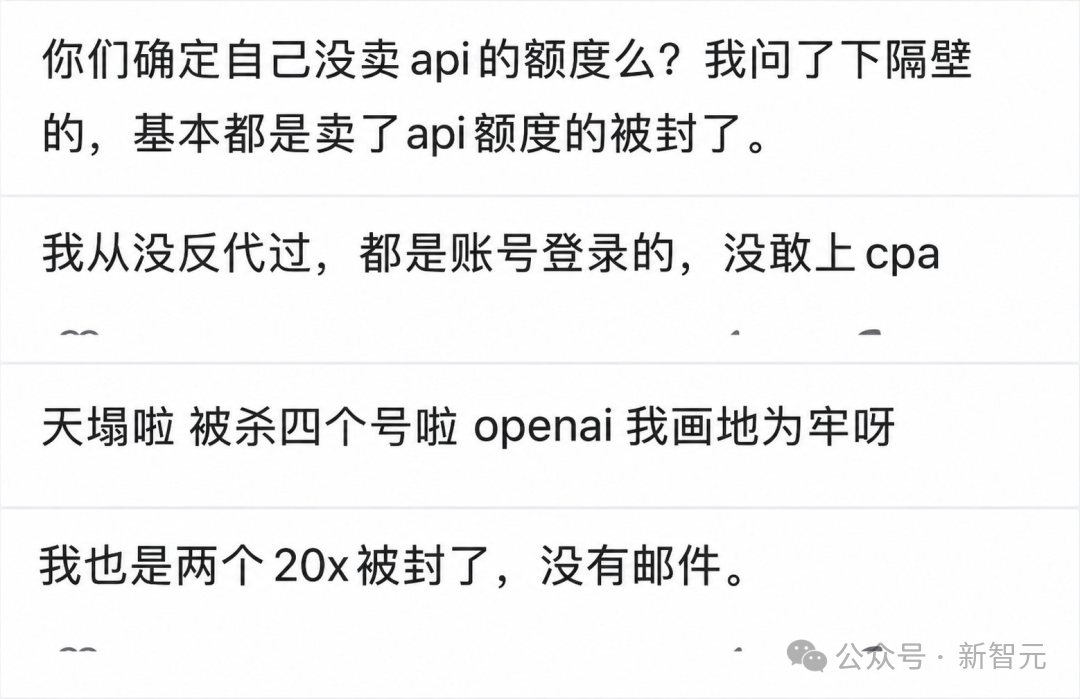 你们确定自己没卖api的额度么？我问了下隔壁
的，基本都是卖了api额度的被封了。
我从没反代过，都是账号登录的，没敢上cpa
天塌啦 被杀四个号啦 openai 我画地为牢呀
我也是两个20x被封了，没有邮件。
公众号 · 新智元